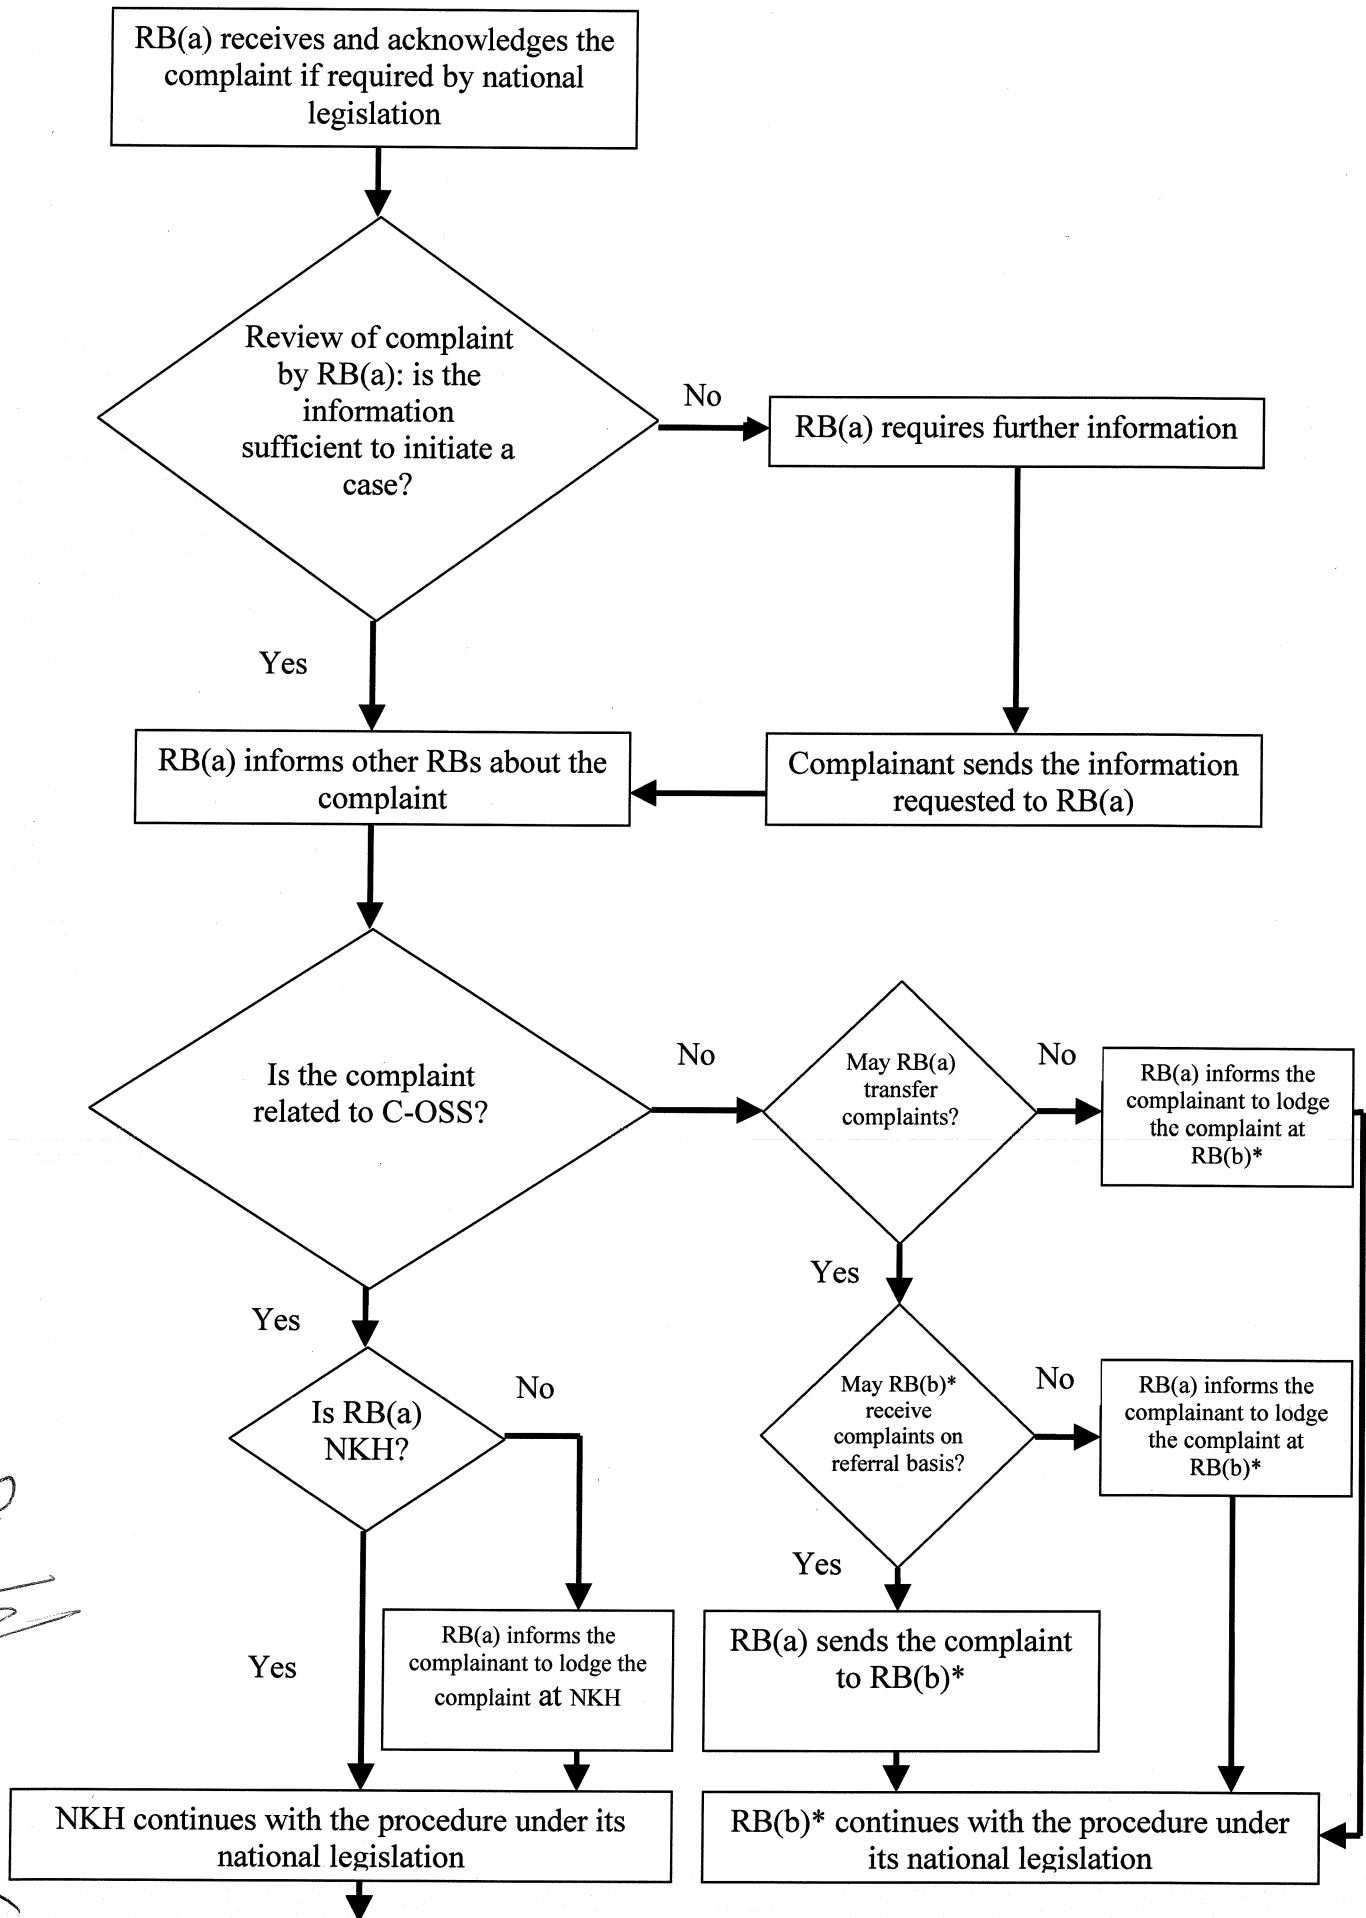 RB(a) receives and acknowledges the
complaint if required by national
legislation
Review of complaint
by RB(a): is the
information
sufficient to initiate a
case?
No
RB(a) requires further information
Yes
RB(a) informs other RBs about the
complaint
Complainant sends the information
requested to RB(a)
Is the complaint
related to C-OSS?
No
May RB(a)
transfer
complaints?
No
RB(a) informs the
complainant to lodge
the complaint at
RB(b)*
Yes
Yes
Is RB(a)
NKH?
No
May RB(b)*
receive
complaints on
referral basis?
No
RB(a) informs the
complainant to lodge
the complaint at
RB(b)*
Yes
Yes
RB(a) informs the
complainant to lodge the
complaint at NKH
RB(a) sends the complaint
to RB(b)*
NKH continues with the procedure under its
national legislation
RB(b)* continues with the procedure under
its national legislation